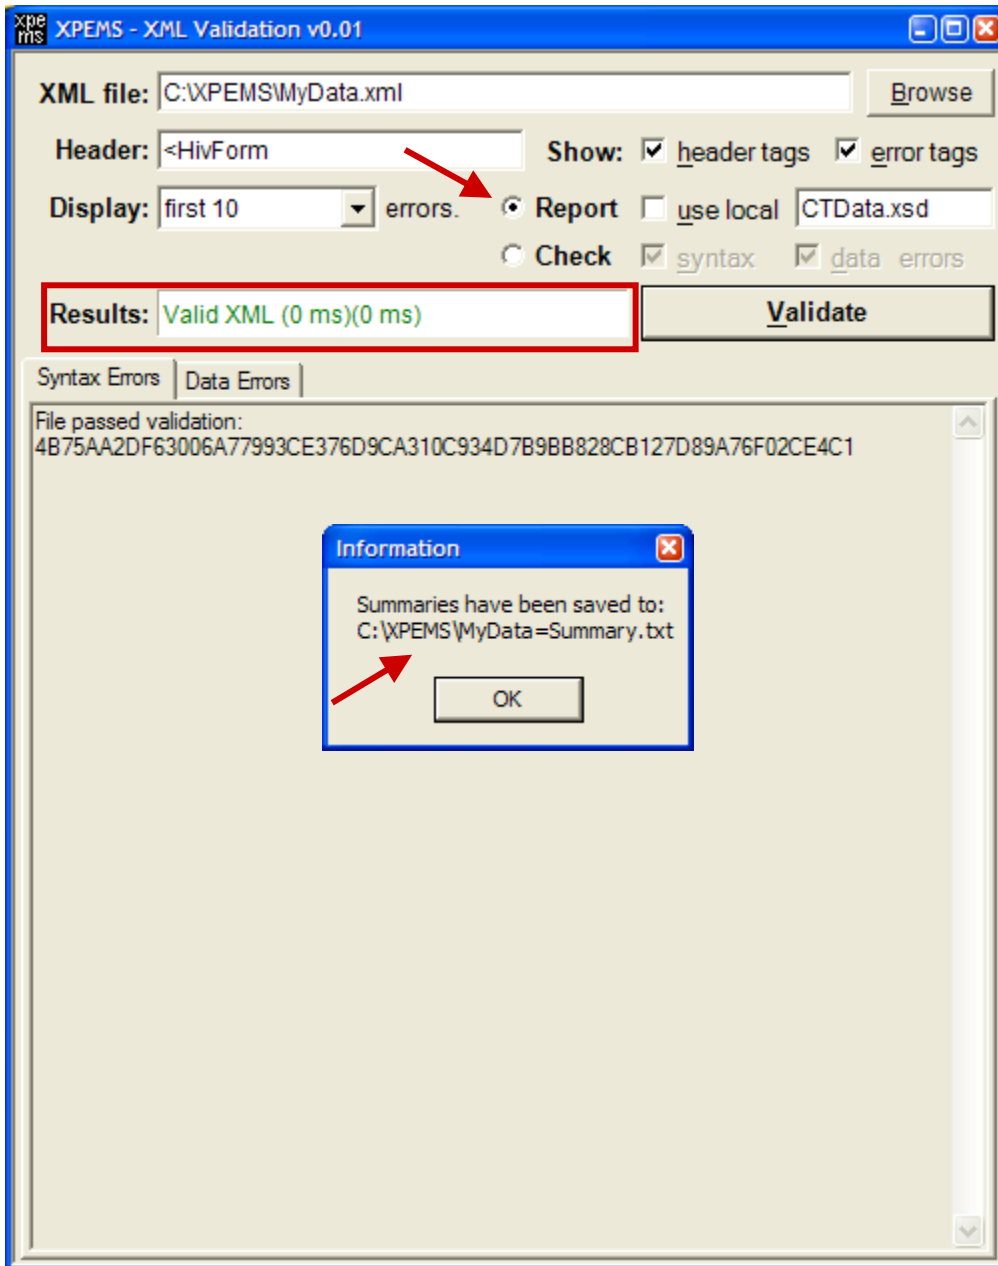 xpe ms XPEMS - XML Validation v0.01
XML file: C:\XPEMS\MyData.xml Browse
Header: <HivForm Show: header tags error tags
Display: first 10 errors. Report use local CTData.xsd
Check syntax data errors
Results: Valid XML (0 ms)(0 ms) Validate
Syntax Errors Data Errors
File passed validation:
4B75AA2DF63006A77993CE376D9CA310C934D7B9BB828CB127D89A76F02CE4C1
Information
Summaries have been saved to:
C:\XPEMS\MyData=Summary.txt
OK